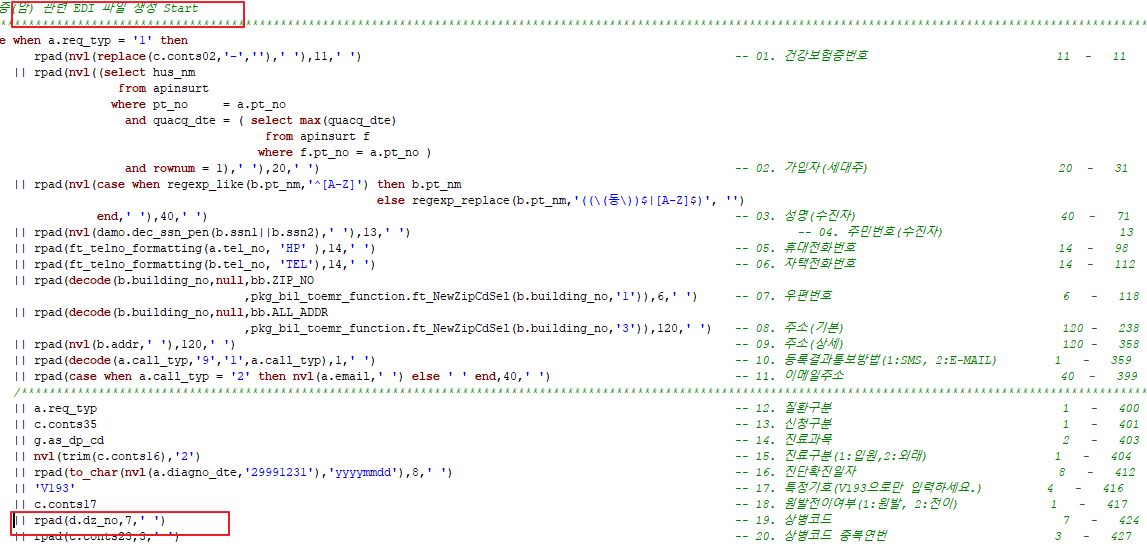 증(암) 관련 EDI 파일 생성 Start
e when a.req_typ = '1' then
rpad(nvl(replace(c.conts02,'-',''),' '),11,' ') -- 01. 건강보험증번호 11 - 11
|| rpad(nvl((select hus_nm
from apinsurt
where pt_no = a.pt_no
and quacq_dte = ( select max(quacq_dte)
from apinsurt f
where f.pt_no = a.pt_no )
and rownum = 1),' '),20,' ') -- 02. 가입자(세대주) 20 - 31
|| rpad(nvl(case when regexp_like(b.pt_nm,'^[A-Z]') then b.pt_nm
else regexp_replace(b.pt_nm,'((\(동\))$|[A-Z]$)', '')
end,' '),40,' ') -- 03. 성명(수진자) 40 - 71
|| rpad(nvl(damo.dec_ssn_pen(b.ssn1||b.ssn2),' '),13,' ') -- 04. 주민번호(수진자) 13
|| rpad(ft_telno_formatting(a.tel_no, 'HP' ),14,' ') -- 05. 휴대전화번호 14 - 98
|| rpad(ft_telno_formatting(b.tel_no, 'TEL'),14,' ') -- 06. 자택전화번호 14 - 112
|| rpad(decode(b.building_no,null,bb.ZIP_NO
,pkg_bil_toemr_function.ft_NewZipCdSel(b.building_no,'1')),6,' ') -- 07. 우편번호 6 - 118
|| rpad(decode(b.building_no,null,bb.ALL_ADDR
,pkg_bil_toemr_function.ft_NewZipCdSel(b.building_no,'3')),120,' ') -- 08. 주소(기본) 120 - 238
|| rpad(nvl(b.addr,' '),120,' ') -- 09. 주소(상세) 120 - 358
|| rpad(decode(a.call_typ,'9','1',a.call_typ),1,' ') -- 10. 등록결과통보방법(1:SMS, 2:E-MAIL) 1 - 359
|| rpad(case when a.call_typ = '2' then nvl(a.email,' ') else ' ' end,40,' ') -- 11. 이메일주소 40 - 399
|| a.req_typ -- 12. 질환구분 1 - 400
|| c.conts35 -- 13. 신청구분 1 - 401
|| g.as_dp_cd -- 14. 진료과목 2 - 403
|| nvl(trim(c.conts16),'2') -- 15. 진료구분(1:입원,2:외래) 1 - 404
|| rpad(to_char(nvl(a.diagno_dte,'29991231'),'yyyymmdd'),8,' ') -- 16. 진단확진일자 8 - 412
|| 'V193' -- 17. 특정기호(V193으로만 입력하세요.) 4 - 416
|| c.conts17 -- 18. 원발전이여부(1:원발, 2:전이) 1 - 417
|| rpad(d.dz_no,7,' ') -- 19. 상병코드 7 - 424
|| rpad(c.conts23,3,' ') -- 20. 상병코드 중복연번 3 - 427